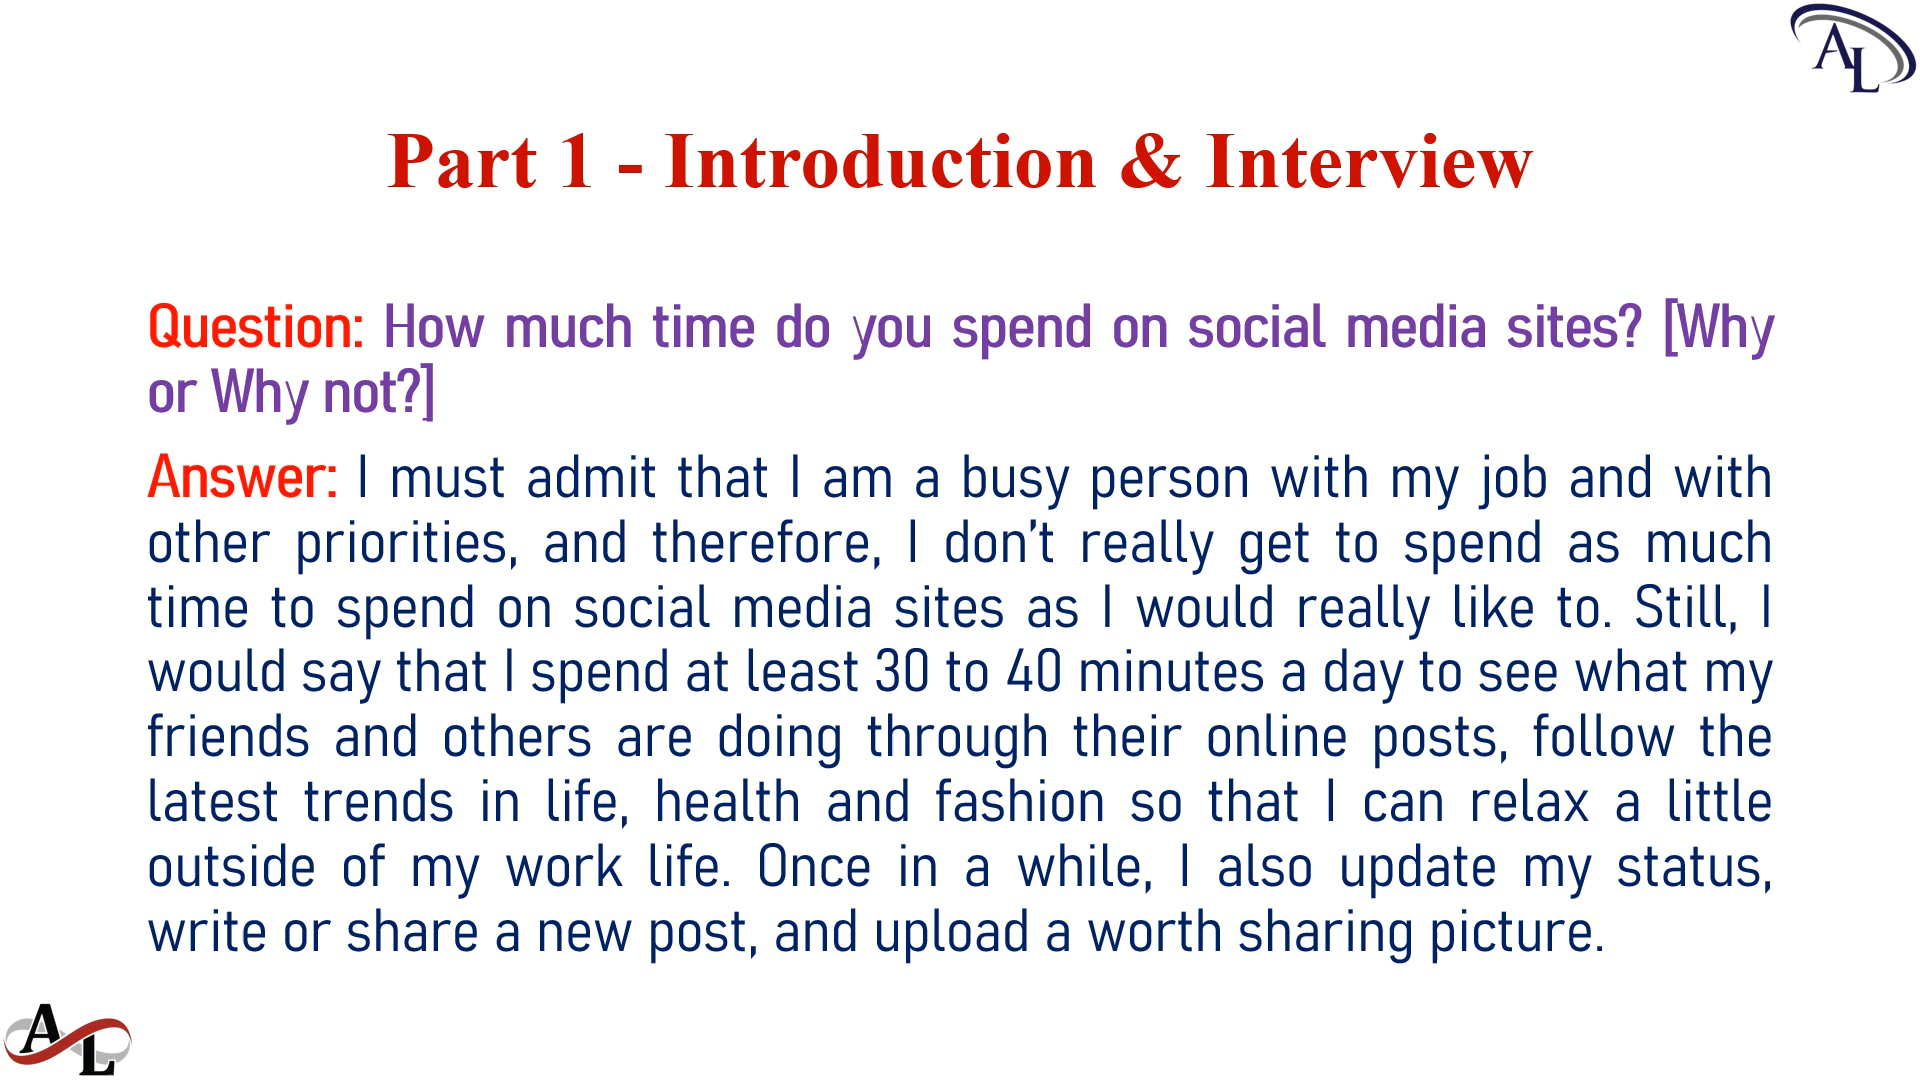 AL
Part 1 - Introduction & Interview
Question: How much time do you spend on social media sites? [Why
or Why not?]
Answer: I must admit that I am a busy person with my job and with
other priorities, and therefore, I don’t really get to spend as much
time to spend on social media sites as I would really like to. Still, I
would say that I spend at least 30 to 40 minutes a day to see what my
friends and others are doing through their online posts, follow the
latest trends in life, health and fashion so that I can relax a little
outside of my work life. Once in a while, I also update my status,
write or share a new post, and upload a worth sharing picture.
AL